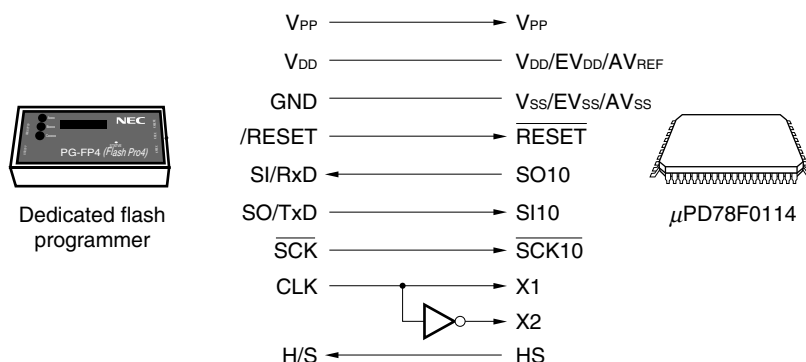 VPP VPP
VDD VDD/EVDD/AVREF
GND VSS/EVSS/AVSS
/RESET RESET
SI/RxD SO10
SO/TxD SI10
SCK SCK10
CLK X1
X2
H/S HS
NEC
PG-FP4 (Flash Pro4)
Dedicated flash
programmer
μPD78F0114